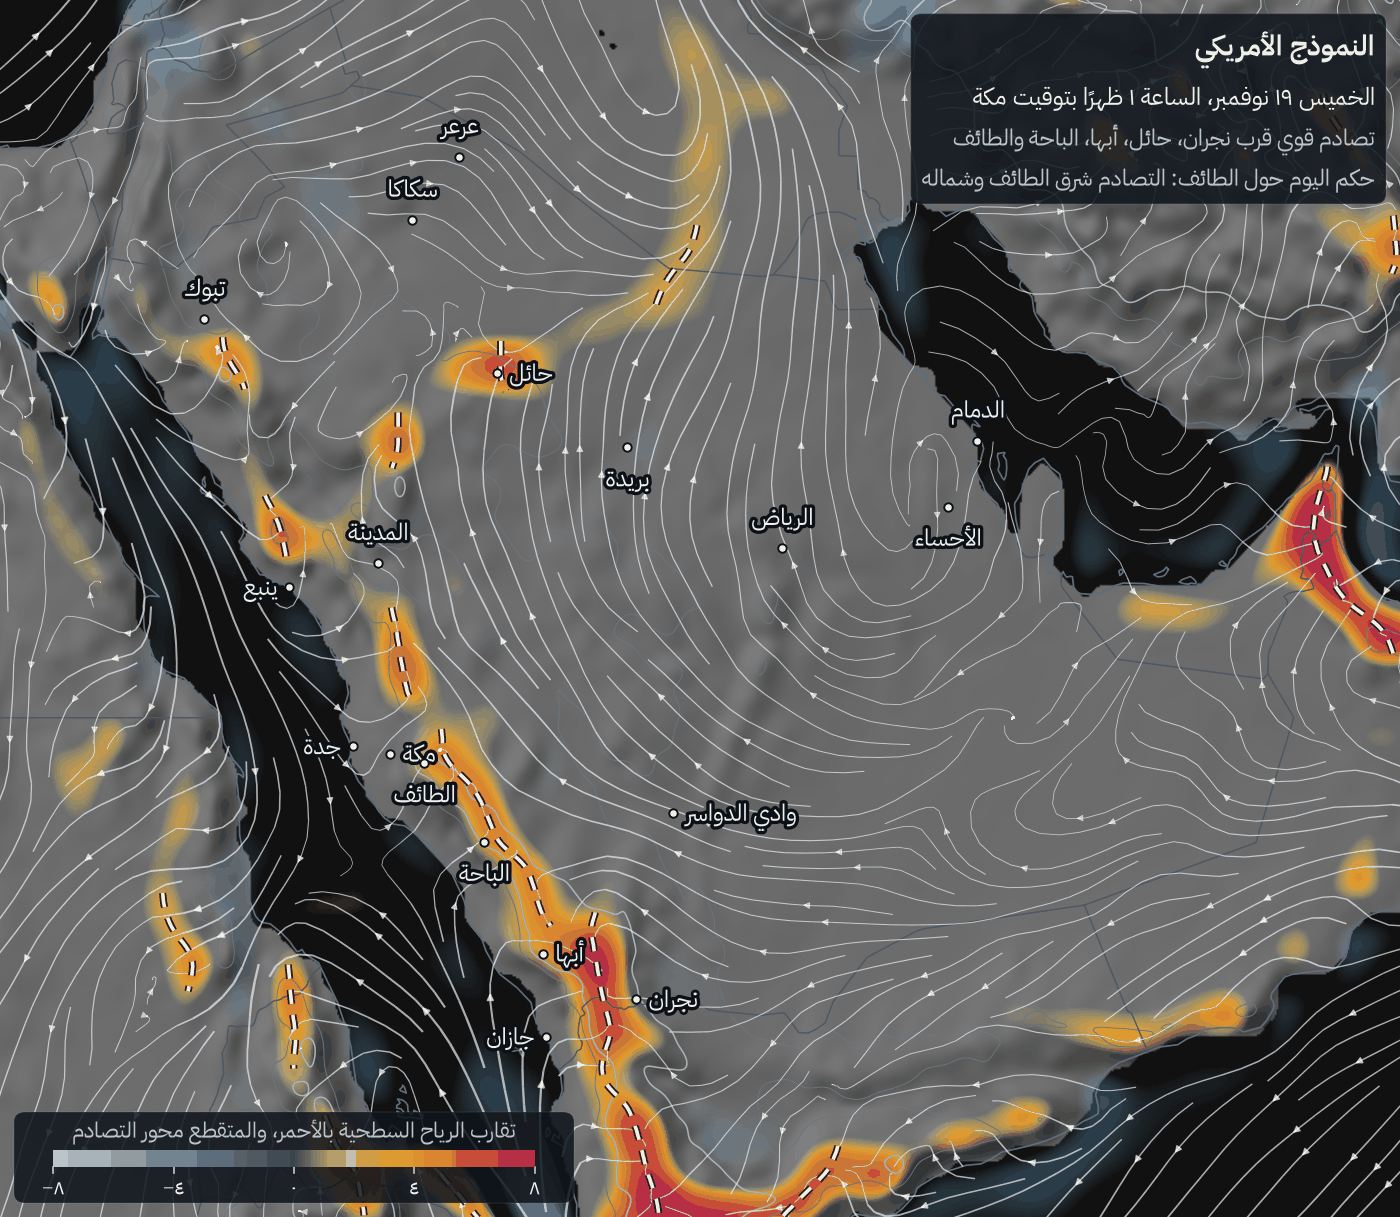 النموذج الأمريكي
الخميس ١٩ نوفمبر، الساعة ١ ظهرًا بتوقيت مكة
تصادم قوي قرب نجران، حائل، أبها، الباحة والطائف
حكم اليوم حول الطائف: التصادم شرق الطائف وشماله
عرعر
سكاكا
تبوك
حائل
الدمام
بريدة
الرياض
الأحساء
المدينة
ينبع
جدة
مكة
الطائف
وادي الدواسر
الباحة
أبها
نجران
جازان
تقارب الرياح السطحية بالأحمر، والمتقطع محور التصادم
−٨ −٤ ٠ ٤ ٨